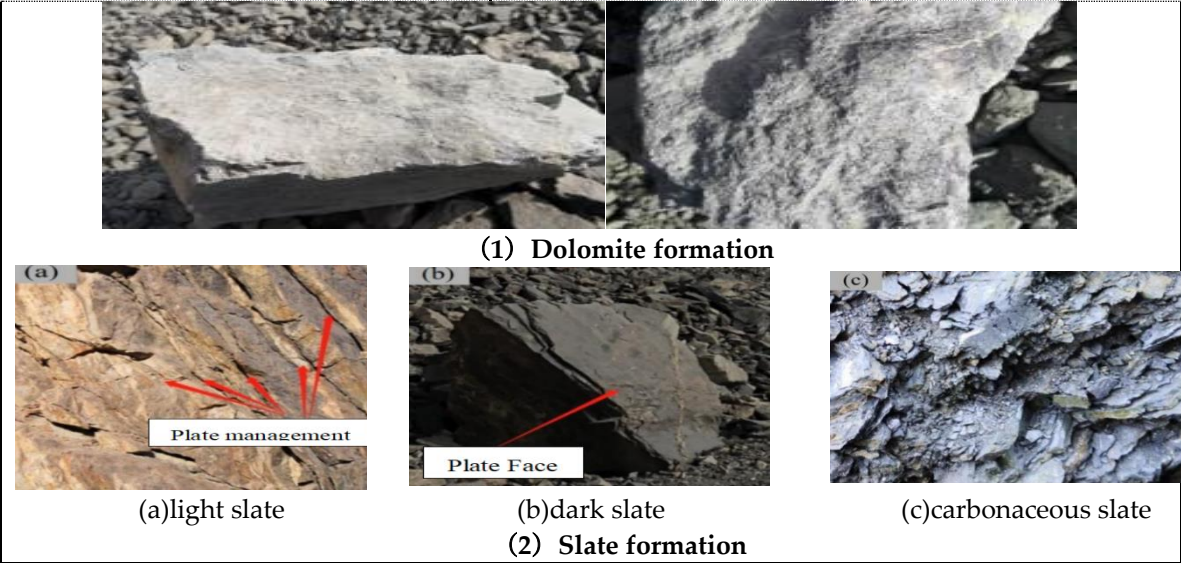 (1) Dolomite formation
(a)
(b)
(c)
Plate management
Plate Face
(a)light slate
(b)dark slate
(c)carbonaceous slate
(2) Slate formation